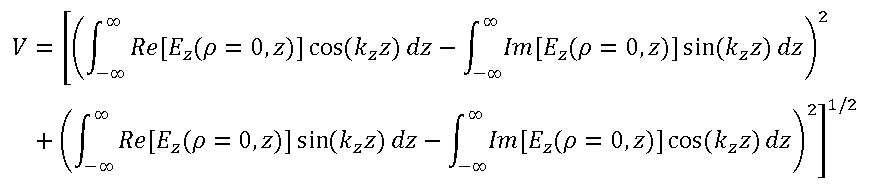 V = [(∫_{-∞}^{∞} Re[E_z(ρ = 0, z)] cos(k_z z) dz − ∫_{-∞}^{∞} Im[E_z(ρ = 0, z)] sin(k_z z) dz)^2
+ (∫_{-∞}^{∞} Re[E_z(ρ = 0, z)] sin(k_z z) dz − ∫_{-∞}^{∞} Im[E_z(ρ = 0, z)] cos(k_z z) dz)^2]^{1/2}